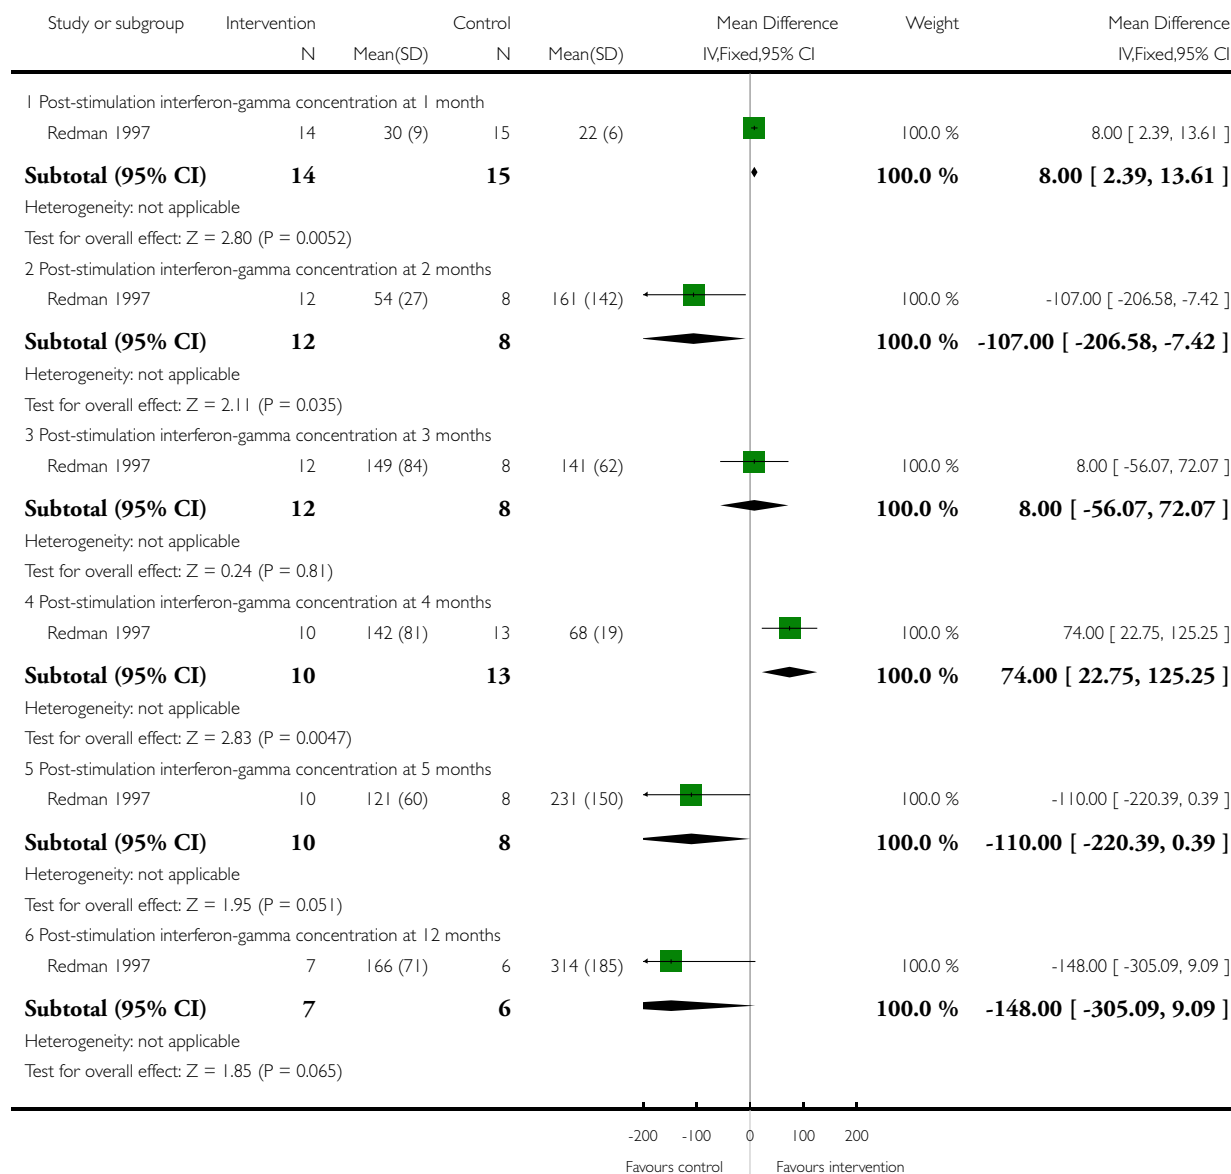 Study or subgroup Intervention Control Mean Difference Weight Mean Difference
N Mean(SD) N Mean(SD) IV,Fixed,95% CI IV,Fixed,95% CI
1 Post-stimulation interferon-gamma concentration at 1 month
Redman 1997 14 30 (9) 15 22 (6) 100.0 % 8.00 [ 2.39, 13.61 ]
Subtotal (95% CI) 14 15 100.0 % 8.00 [ 2.39, 13.61 ]
Heterogeneity: not applicable
Test for overall effect: Z = 2.80 (P = 0.0052)
2 Post-stimulation interferon-gamma concentration at 2 months
Redman 1997 12 54 (27) 8 161 (142) 100.0 % -107.00 [ -206.58, -7.42 ]
Subtotal (95% CI) 12 8 100.0 % -107.00 [ -206.58, -7.42 ]
Heterogeneity: not applicable
Test for overall effect: Z = 2.11 (P = 0.035)
3 Post-stimulation interferon-gamma concentration at 3 months
Redman 1997 12 149 (84) 8 141 (62) 100.0 % 8.00 [ -56.07, 72.07 ]
Subtotal (95% CI) 12 8 100.0 % 8.00 [ -56.07, 72.07 ]
Heterogeneity: not applicable
Test for overall effect: Z = 0.24 (P = 0.81)
4 Post-stimulation interferon-gamma concentration at 4 months
Redman 1997 10 142 (81) 13 68 (19) 100.0 % 74.00 [ 22.75, 125.25 ]
Subtotal (95% CI) 10 13 100.0 % 74.00 [ 22.75, 125.25 ]
Heterogeneity: not applicable
Test for overall effect: Z = 2.83 (P = 0.0047)
5 Post-stimulation interferon-gamma concentration at 5 months
Redman 1997 10 121 (60) 8 231 (150) 100.0 % -110.00 [ -220.39, 0.39 ]
Subtotal (95% CI) 10 8 100.0 % -110.00 [ -220.39, 0.39 ]
Heterogeneity: not applicable
Test for overall effect: Z = 1.95 (P = 0.051)
6 Post-stimulation interferon-gamma concentration at 12 months
Redman 1997 7 166 (71) 6 314 (185) 100.0 % -148.00 [ -305.09, 9.09 ]
Subtotal (95% CI) 7 6 100.0 % -148.00 [ -305.09, 9.09 ]
Heterogeneity: not applicable
Test for overall effect: Z = 1.85 (P = 0.065)
-200 -100 0 100 200
Favours control Favours intervention